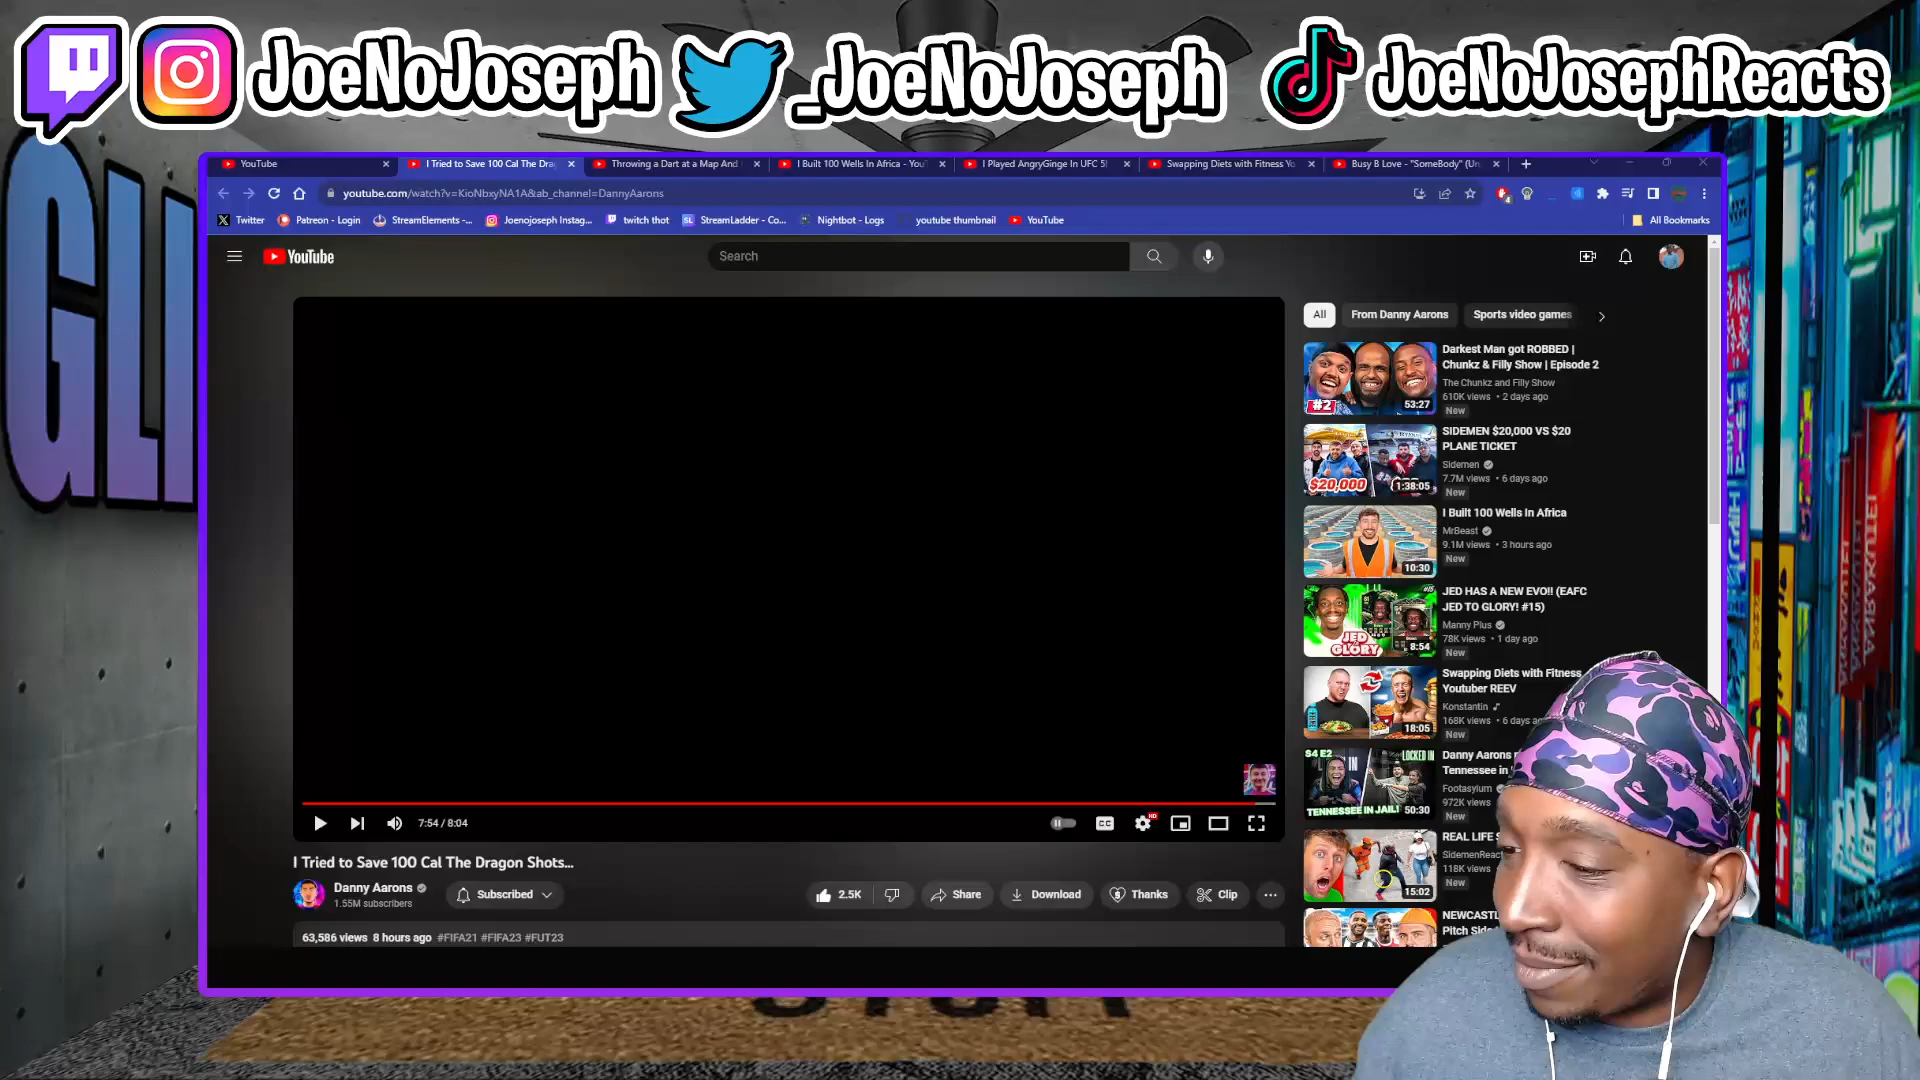 JoeNoJoseph
_JoeNoJoseph
JoeNoJosephReacts
YouTube
I Tried to Save 100 Cal The Drag
Throwing a Dart at a Map And
I Built 100 Wells In Africa - You
I Played AngryGinge In UFC 5!
Swapping Diets with Fitness Yo
Busy B Love - "SomeBody" (Un
youtube.com/watch?v=KioNbxyNA1A&ab_channel=DannyAarons
Twitter
Patreon - Login
StreamElements -...
Joenojoseph Instag...
twitch thot
StreamLadder - Co...
Nightbot - Logs
youtube thumbnail
YouTube
All Bookmarks
YouTube
Search
All
From Danny Aarons
Sports video games
Darkest Man got ROBBED |
Chunkz & Filly Show | Episode 2
The Chunkz and Filly Show
610K views • 2 days ago
New
#2
53:27
SIDEMEN $20,000 VS $20
PLANE TICKET
Sidemen
7.7M views • 6 days ago
New
$20,000
1:38:05
I Built 100 Wells In Africa
MrBeast
9.1M views • 3 hours ago
New
10:30
JED HAS A NEW EVO!! (EAFC
JED TO GLORY! #15)
Manny Plus
78K views • 1 day ago
New
JED
GLORY
8:54
Swapping Diets with Fitness
Youtuber REEV
Konstantin
168K views • 6 days
New
18:05
Danny Aarons
Tennessee in
Footasylum
972K views
New
S4 E2
LOCKED IN
TENNESSEE IN JAIL!
50:30
REAL LIFE
SidemenReac
118K views
New
15:02
NEWCAST
Pitch Side
7:54 / 8:04
CC
HD
I Tried to Save 100 Cal The Dragon Shots...
Danny Aarons
1.55M subscribers
Subscribed
2.5K
Share
Download
Thanks
Clip
63,586 views 8 hours ago #FIFA21 #FIFA23 #FUT23